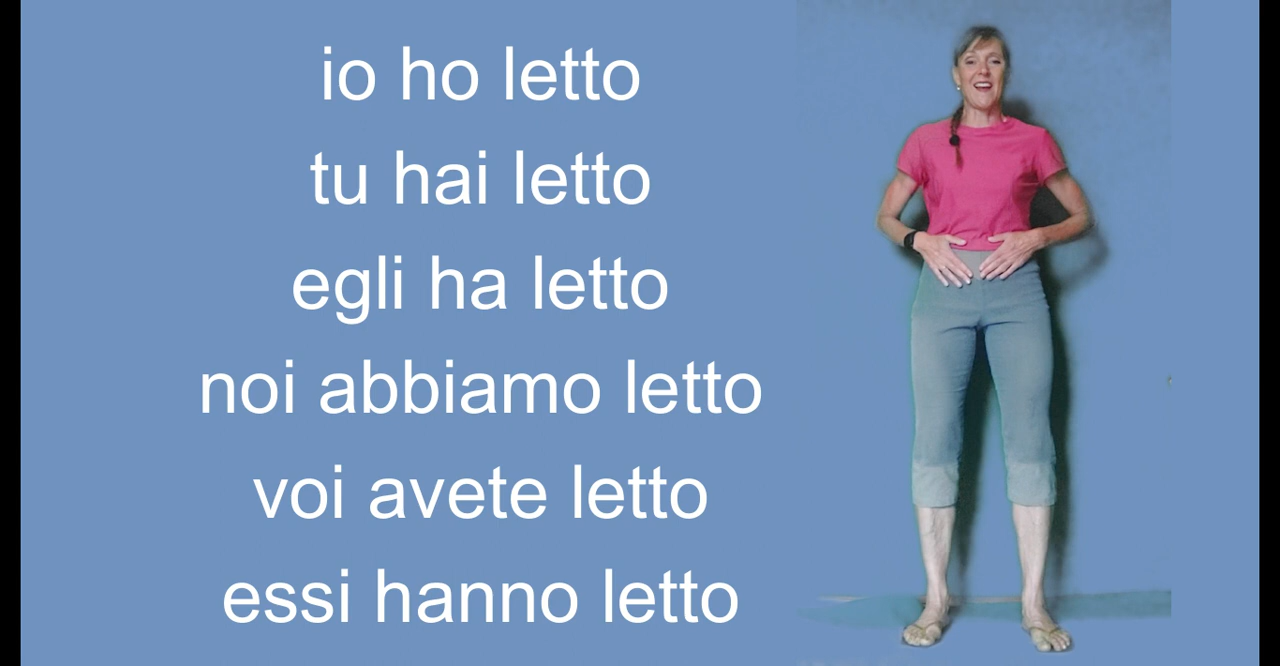 io ho letto
tu hai letto
egli ha letto
noi abbiamo letto
voi avete letto
essi hanno letto